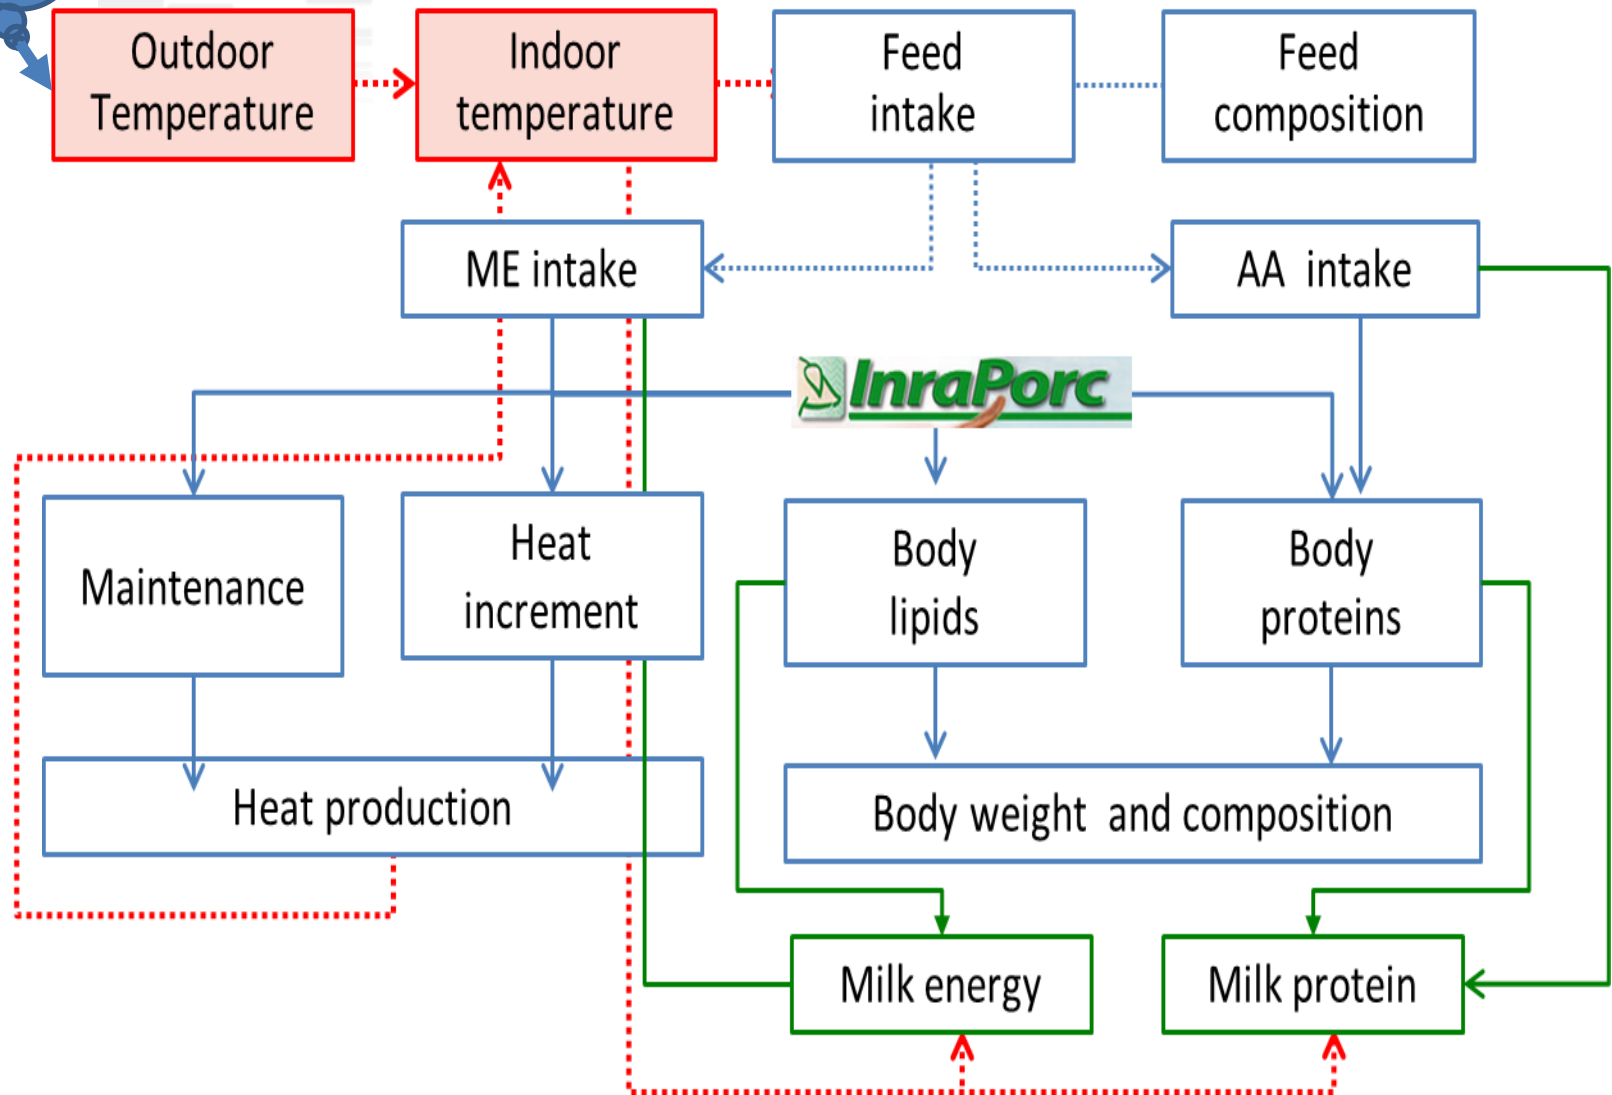 Outdoor
Temperature
Indoor
temperature
Feed
intake
Feed
composition
ME intake
AA intake
InraPorc
Maintenance
Heat
increment
Body
lipids
Body
proteins
Heat production
Body weight and composition
Milk energy
Milk protein